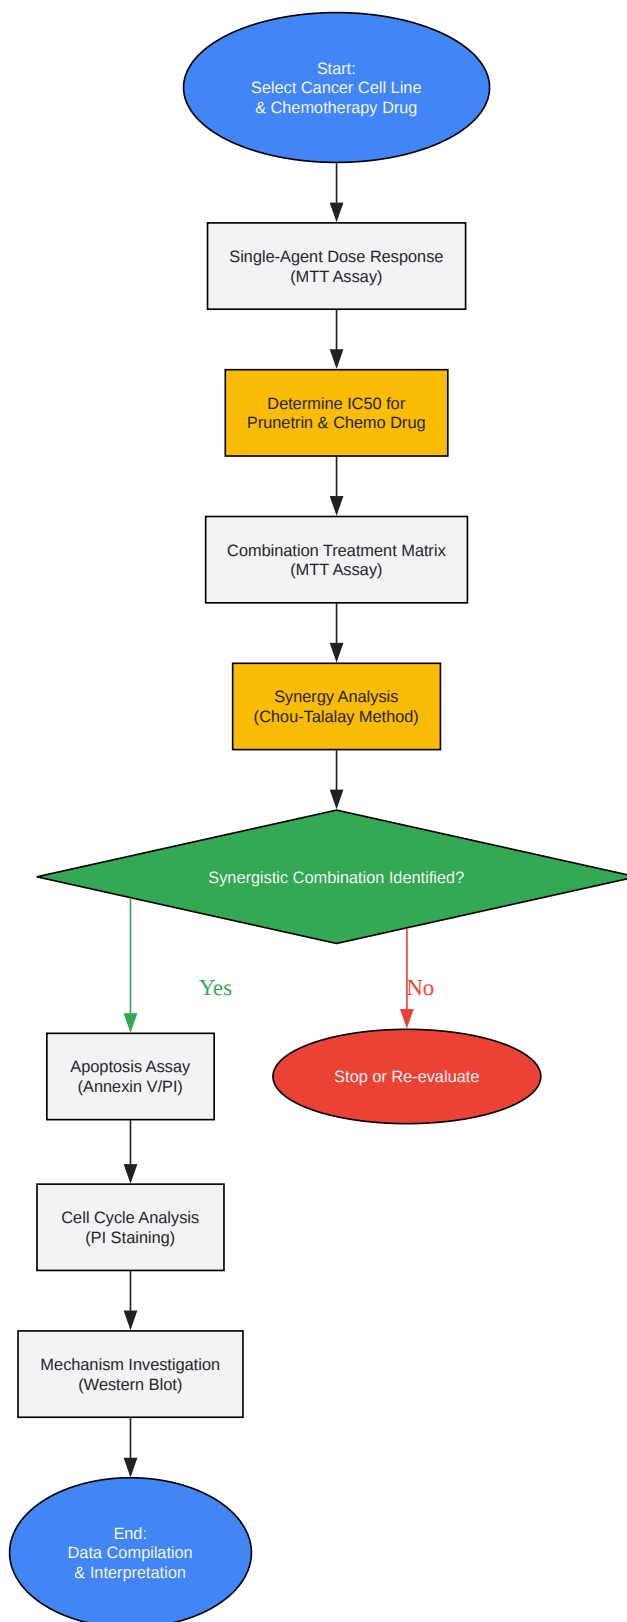 Start:
Select Cancer Cell Line
& Chemotherapy Drug
Single-Agent Dose Response
(MTT Assay)
Determine IC50 for
Prunetrin & Chemo Drug
Combination Treatment Matrix
(MTT Assay)
Synergy Analysis
(Chou-Talalay Method)
Synergistic Combination Identified?
Yes
No
Apoptosis Assay
(Annexin V/PI)
Stop or Re-evaluate
Cell Cycle Analysis
(PI Staining)
Mechanism Investigation
(Western Blot)
End:
Data Compilation
& Interpretation